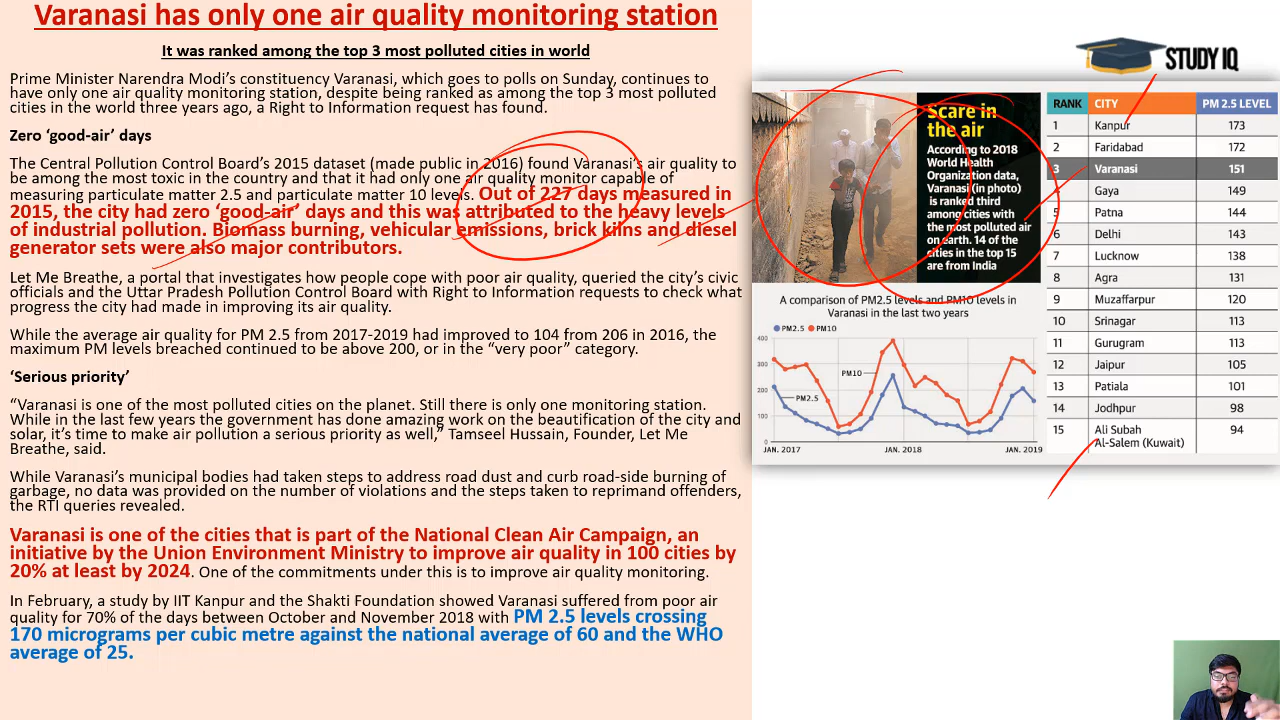 Varanasi has only one air quality monitoring station
It was ranked among the top 3 most polluted cities in world
Prime Minister Narendra Modi's constituency Varanasi, which goes to polls on Sunday, continues to
have only one air quality monitoring station, despite being ranked as among the top 3 most polluted
cities in the world three years ago, a Right to Information request has found.
Zero 'good-air' days
The Central Pollution Control Board's 2015 dataset (made public in 2016) found Varanasi's air quality to
be among the most toxic in the country and that it had only one air quality monitor capable of
measuring particulate matter 2.5 and particulate matter 10 levels. Out of 227 days measured in
2015, the city had zero 'good-air' days and this was attributed to the heavy levels
of industrial pollution. Biomass burning, vehicular emissions, brick kilns and diesel
generator sets were also major contributors.
Let Me Breathe, a portal that investigates how people cope with poor air quality, queried the city's civic
officials and the Uttar Pradesh Pollution Control Board with Right to Information requests to check what
progress the city had made in improving its air quality.
While the average air quality for PM 2.5 from 2017-2019 had improved to 104 from 206 in 2016, the
maximum PM levels breached continued to be above 200, or in the "very poor" category.
'Serious priority'
"Varanasi is one of the most polluted cities on the planet. Still there is only one monitoring station.
While in the last few years the government has done amazing work on the beautification of the city and
solar, it's time to make air pollution a serious priority as well," Tamseel Hussain, Founder, Let Me
Breathe, said.
While Varanasi's municipal bodies had taken steps to address road dust and curb road-side burning of
garbage, no data was provided on the number of violations and the steps taken to reprimand offenders,
the RTI queries revealed.
Varanasi is one of the cities that is part of the National Clean Air Campaign, an
initiative by the Union Environment Ministry to improve air quality in 100 cities by
20% at least by 2024. One of the commitments under this is to improve air quality monitoring.
In February, a study by IIT Kanpur and the Shakti Foundation showed Varanasi suffered from poor air
quality for 70% of the days between October and November 2018 with PM 2.5 levels crossing
170 micrograms per cubic metre against the national average of 60 and the WHO
average of 25.
STUDY IQ
Scare in
the air
According to 2018
World Health
Organization data,
Varanasi (in photo)
is ranked third
among cities with
the most polluted air
on earth. 14 of the
cities in the top 15
are from India
A comparison of PM2.5 levels and PM10 levels in
Varanasi in the last two years
PM2.5 PM10
400
300
200
100
0
PM10
PM2.5
JAN. 2017 JAN. 2018 JAN. 2019
RANK CITY PM 2.5 LEVEL
1 Kanpur 173
2 Faridabad 172
3 Varanasi 151
4 Gaya 149
5 Patna 144
6 Delhi 143
7 Lucknow 138
8 Agra 131
9 Muzaffarpur 120
10 Srinagar 113
11 Gurugram 113
12 Jaipur 105
13 Patiala 101
14 Jodhpur 98
15 Ali Subah 94
Al-Salem (Kuwait)